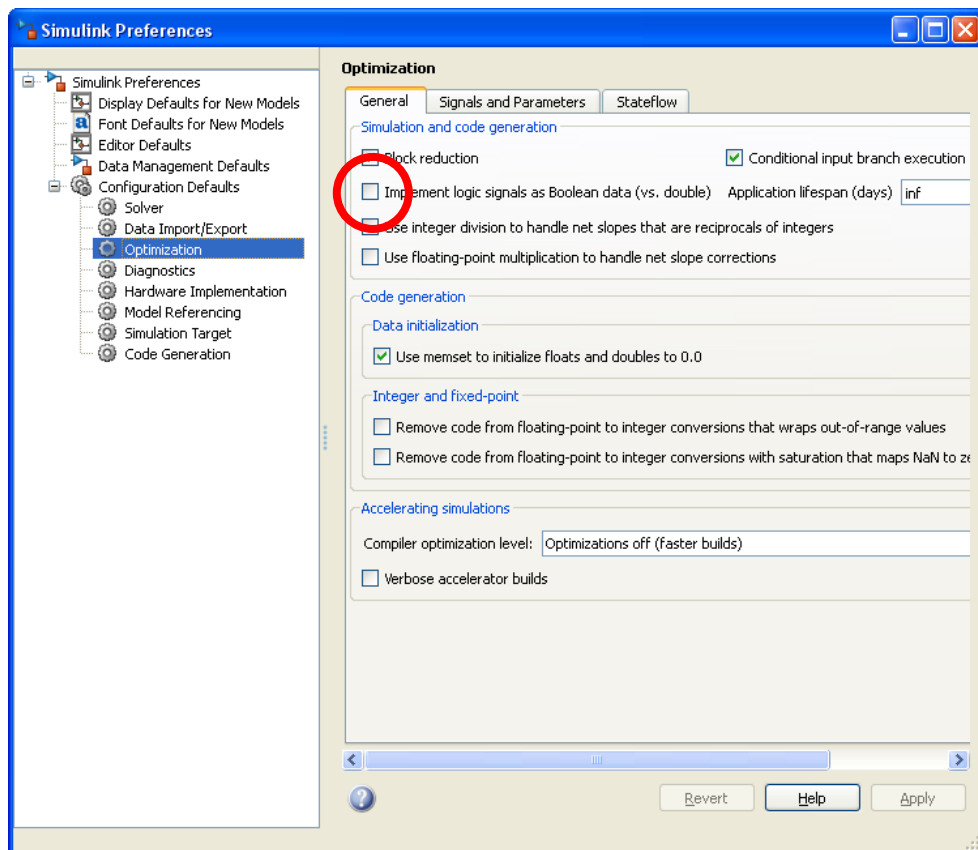 Simulink Preferences
Simulink Preferences
Display Defaults for New Models
Font Defaults for New Models
Editor Defaults
Data Management Defaults
Configuration Defaults
Solver
Data Import/Export
Optimization
Diagnostics
Hardware Implementation
Model Referencing
Simulation Target
Code Generation
Optimization
General Signals and Parameters Stateflow
Simulation and code generation
Block reduction Conditional input branch execution
Implement logic signals as Boolean data (vs. double) Application lifespan (days) inf
Use integer division to handle net slopes that are reciprocals of integers
Use floating-point multiplication to handle net slope corrections
Code generation
Data initialization
Use memset to initialize floats and doubles to 0.0
Integer and fixed-point
Remove code from floating-point to integer conversions that wraps out-of-range values
Remove code from floating-point to integer conversions with saturation that maps NaN to ze
Accelerating simulations
Compiler optimization level: Optimizations off (faster builds)
Verbose accelerator builds
Revert Help Apply